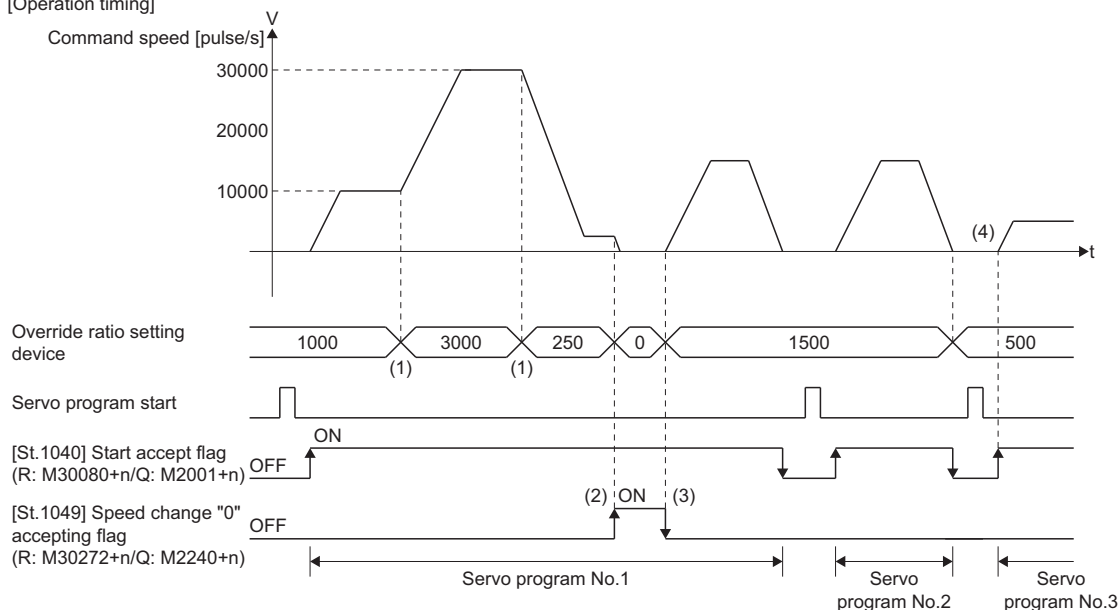 [Operation timing]
V
Command speed [pulse/s]
30000
20000
10000
(4)
t
Override ratio setting
device
1000
3000
250
0
1500
500
(1)
(1)
Servo program start
ON
[St.1040] Start accept flag
(R: M30080+n/Q: M2001+n)
OFF
(2)
ON
(3)
[St.1049] Speed change "0"
accepting flag
(R: M30272+n/Q: M2240+n)
OFF
Servo program No.1
Servo
program No.2
Servo
program No.3